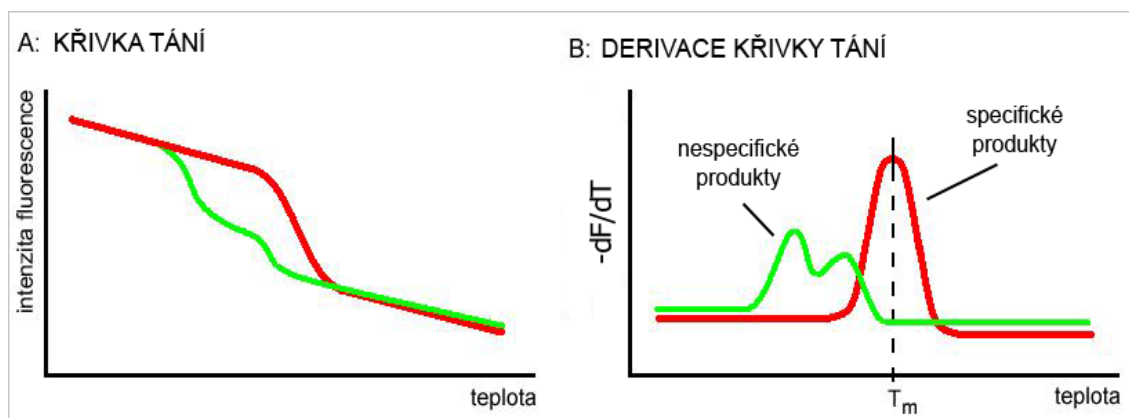 A: KŘIVKA TÁNÍ
intenzita fluorescence
teplota
B: DERIVACE KŘIVKY TÁNÍ
-dF/dT
nespecifické
produkty
specifické
produkty
Tm
teplota